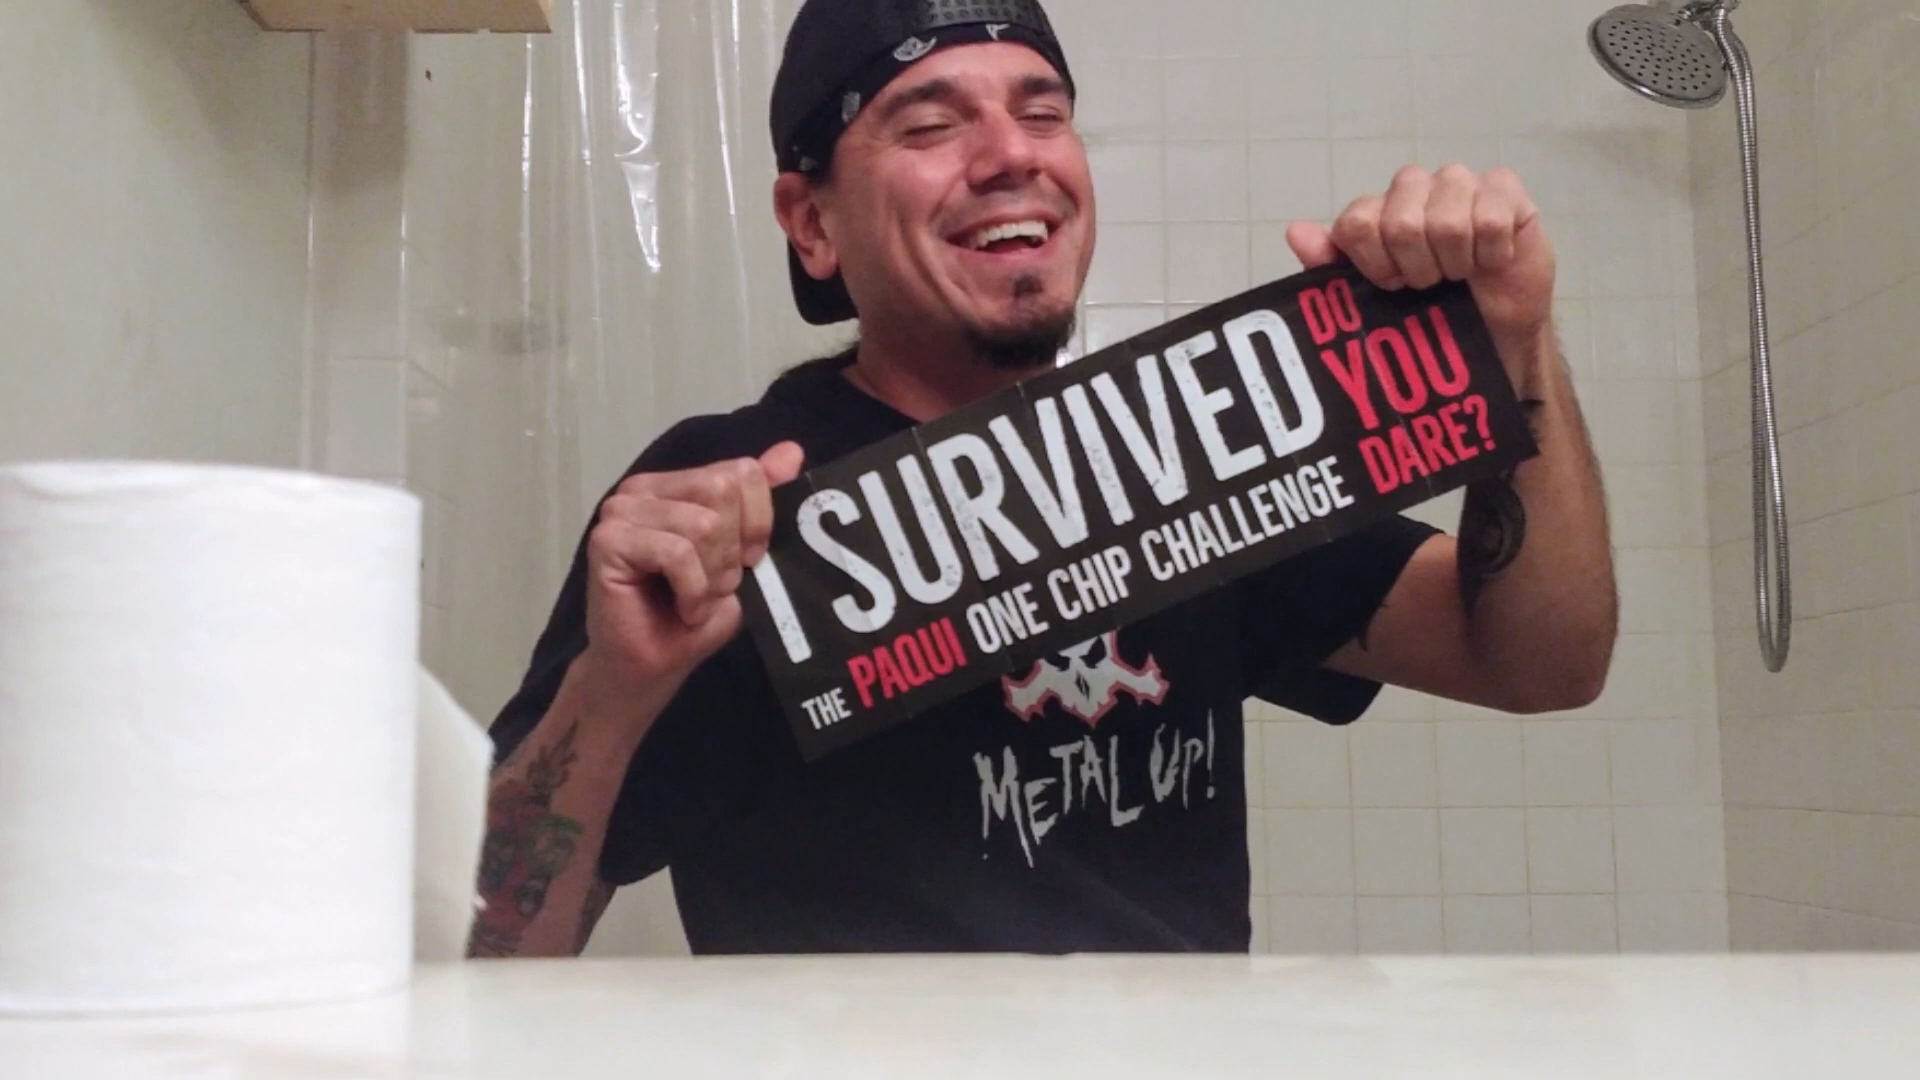 I SURVIVED
THE PAQUI ONE CHIP CHALLENGE
DO
YOU
DARE?
METAL UP!